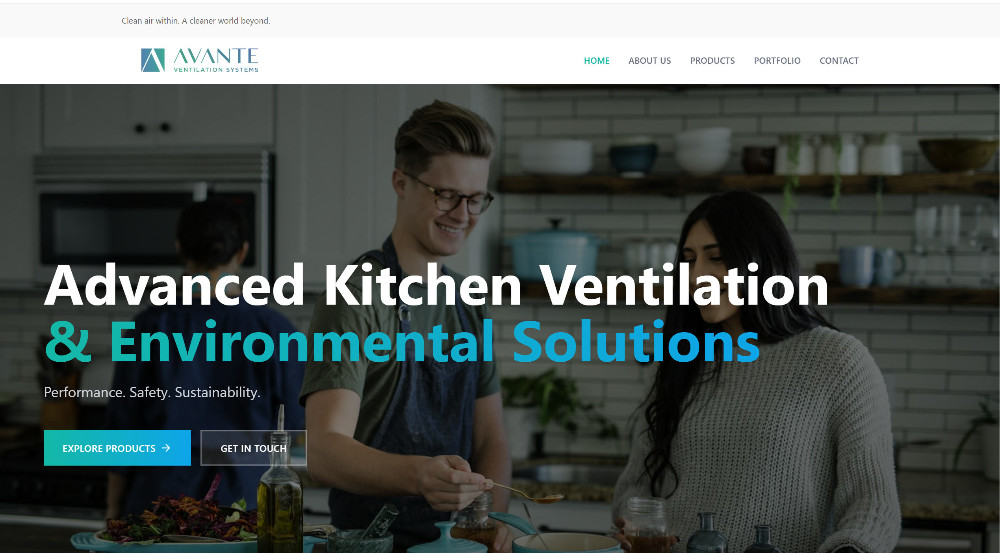 Clean air within. A cleaner world beyond.
AVANTE
VENTILATION SYSTEMS
HOME ABOUT US PRODUCTS PORTFOLIO CONTACT
Advanced Kitchen Ventilation
& Environmental Solutions
Performance. Safety. Sustainability.
EXPLORE PRODUCTS → GET IN TOUCH